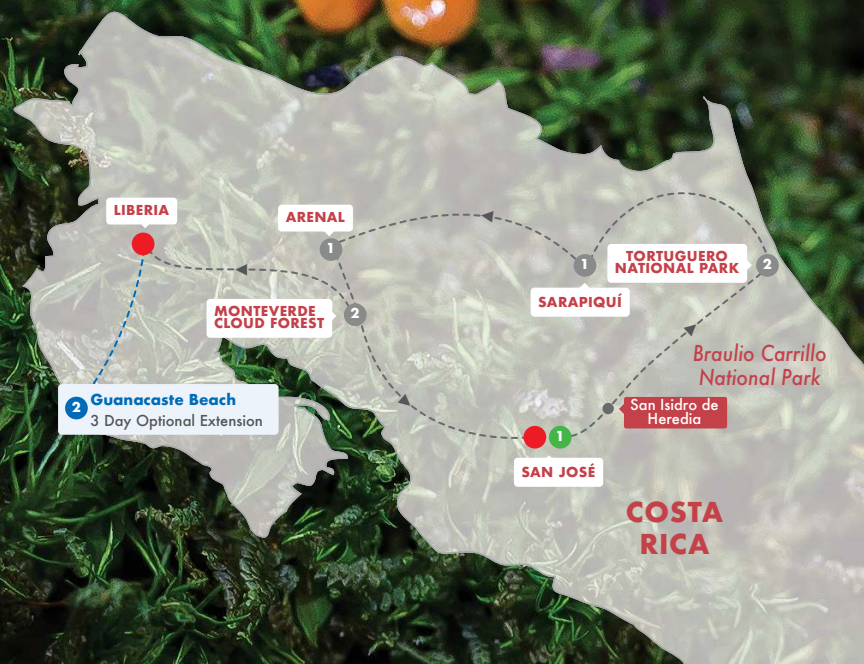 LIBERIA
ARENAL
1
1
TORTUGUERO
NATIONAL PARK
2
SARAPIQUÍ
MONTEVERDE
CLOUD FOREST
2
Braulio Carrillo
National Park
2
Guanacaste Beach
3 Day Optional Extension
San Isidro de
Heredia
1
SAN JOSÉ
COSTA
RICA